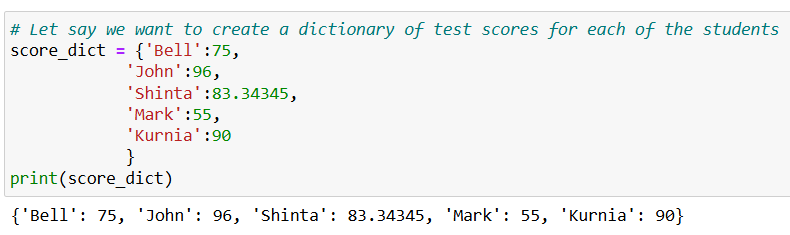 # Let say we want to create a dictionary of test scores for each of the students
score_dict = {'Bell':75,
'John':96,
'Shinta':83.34345,
'Mark':55,
'Kurnia':90
}
print(score_dict)
{'Bell': 75, 'John': 96, 'Shinta': 83.34345, 'Mark': 55, 'Kurnia': 90}